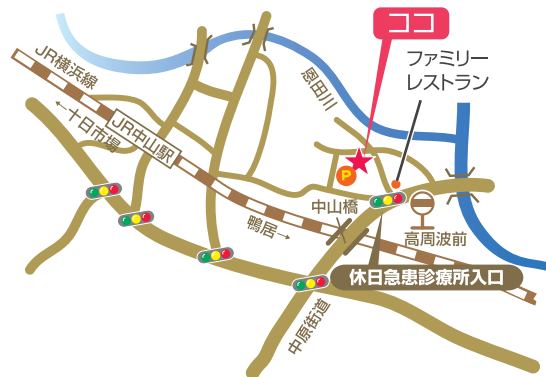 ココ
ファミリー
レストラン
恩田川
JR横浜線
←十日市場
JR中山駅
P
中山橋
鴨居→
高周波前
休日急患診療所入口
中原街道